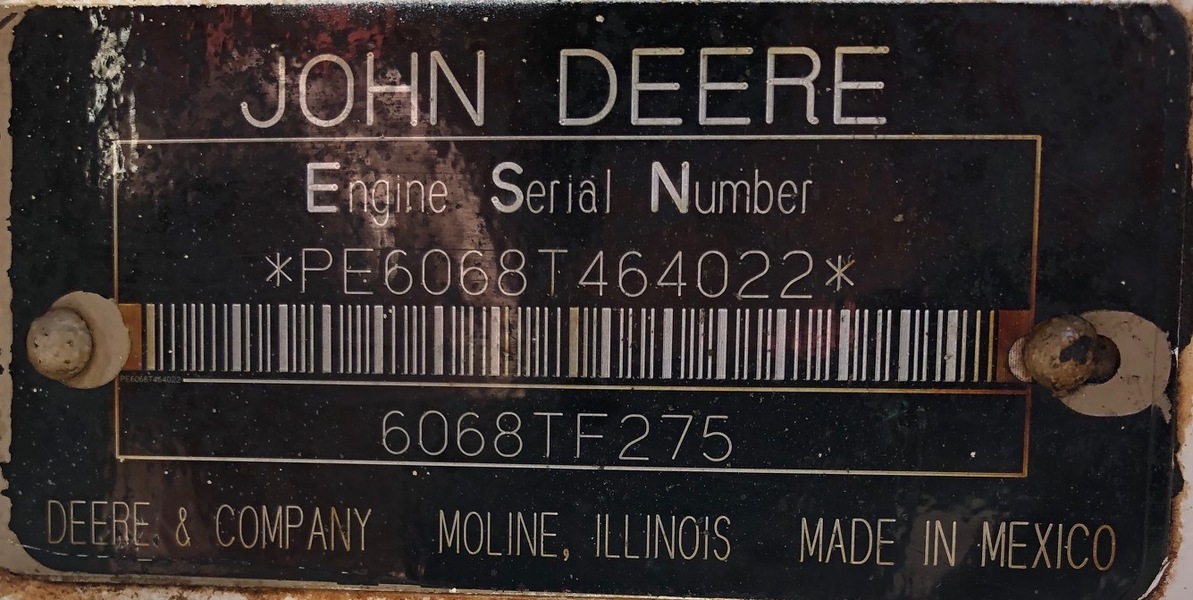 JOHN DEERE
Engine Serial Number
*PE6068T464022*
PE6068T464022
6068TF275
DEERE & COMPANY MOLINE, ILLINOIS MADE IN MEXICO